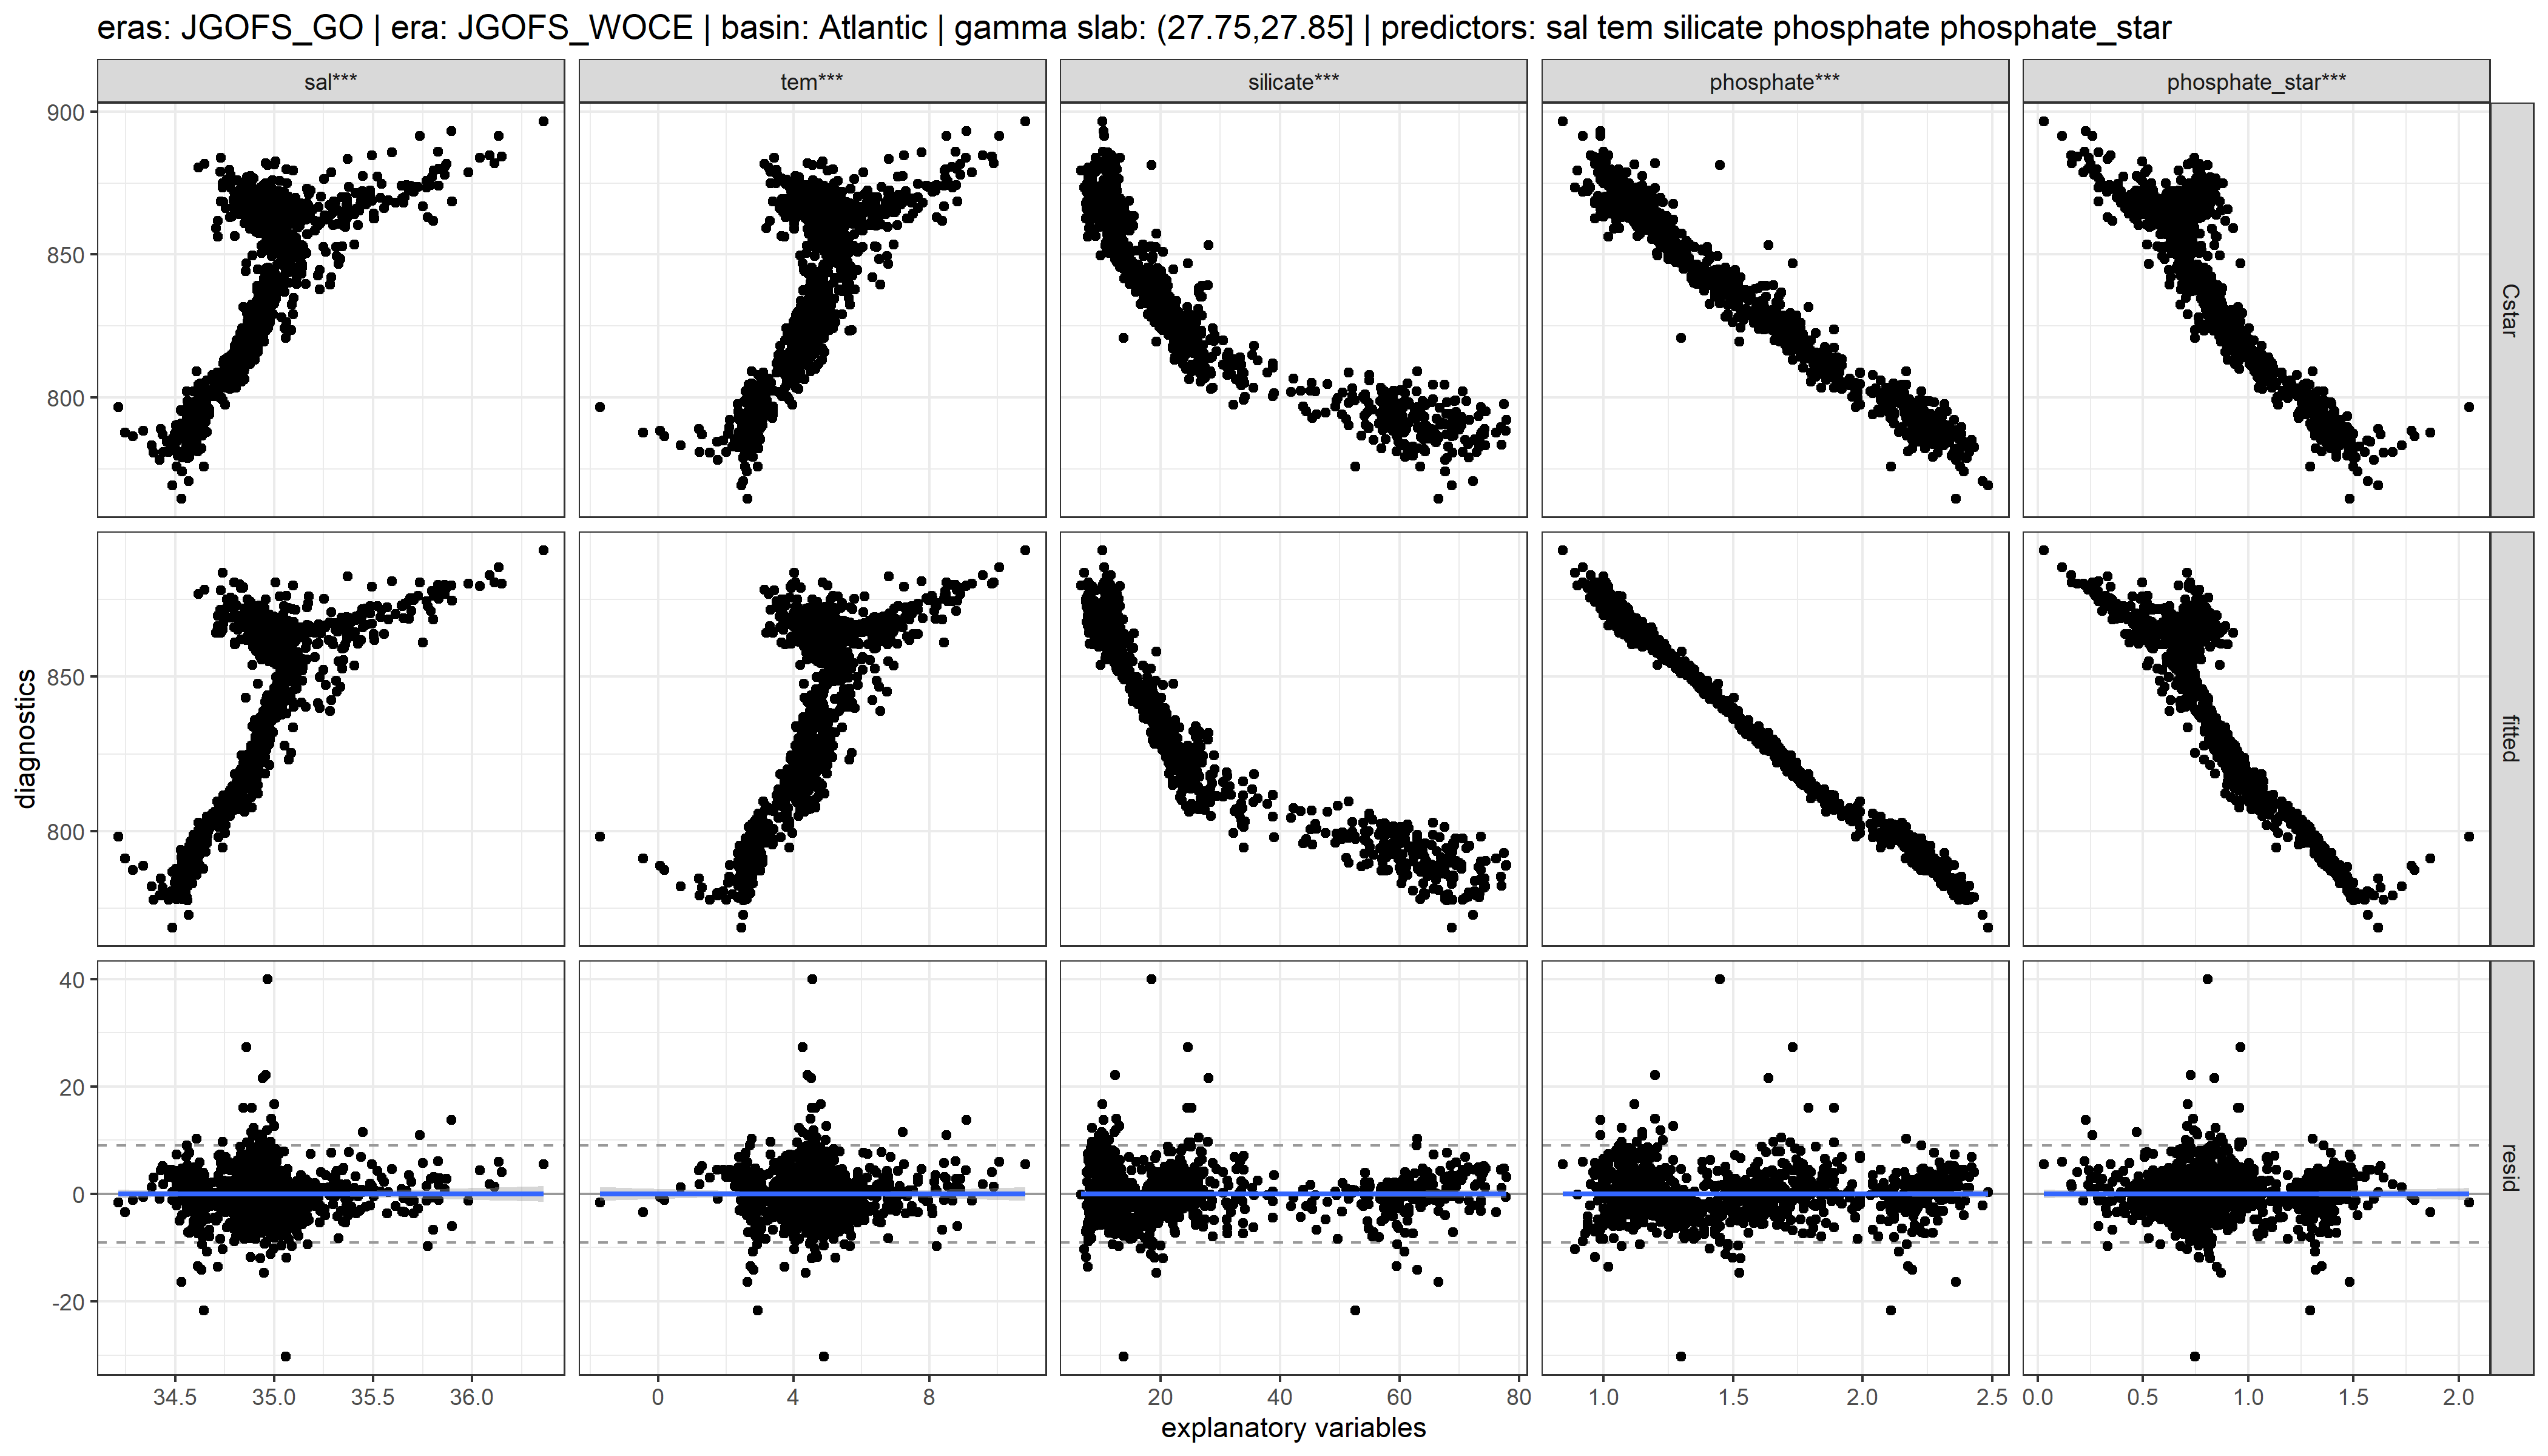 eras: JGOFS_GO | era: JGOFS_WOCE | basin: Atlantic | gamma slab: (27.75,27.85] | predictors: sal tem silicate phosphate phosphate_star
sal*** tem*** silicate*** phosphate*** phosphate_star***
900
850
800
Cstar
850
800
fitted
diagnostics
40
20
0
-20
resid
34.5 35.0 35.5 36.0 0 4 8 20 40 60 80 1.0 1.5 2.0 2.5 0.0 0.5 1.0 1.5 2.0
explanatory variables